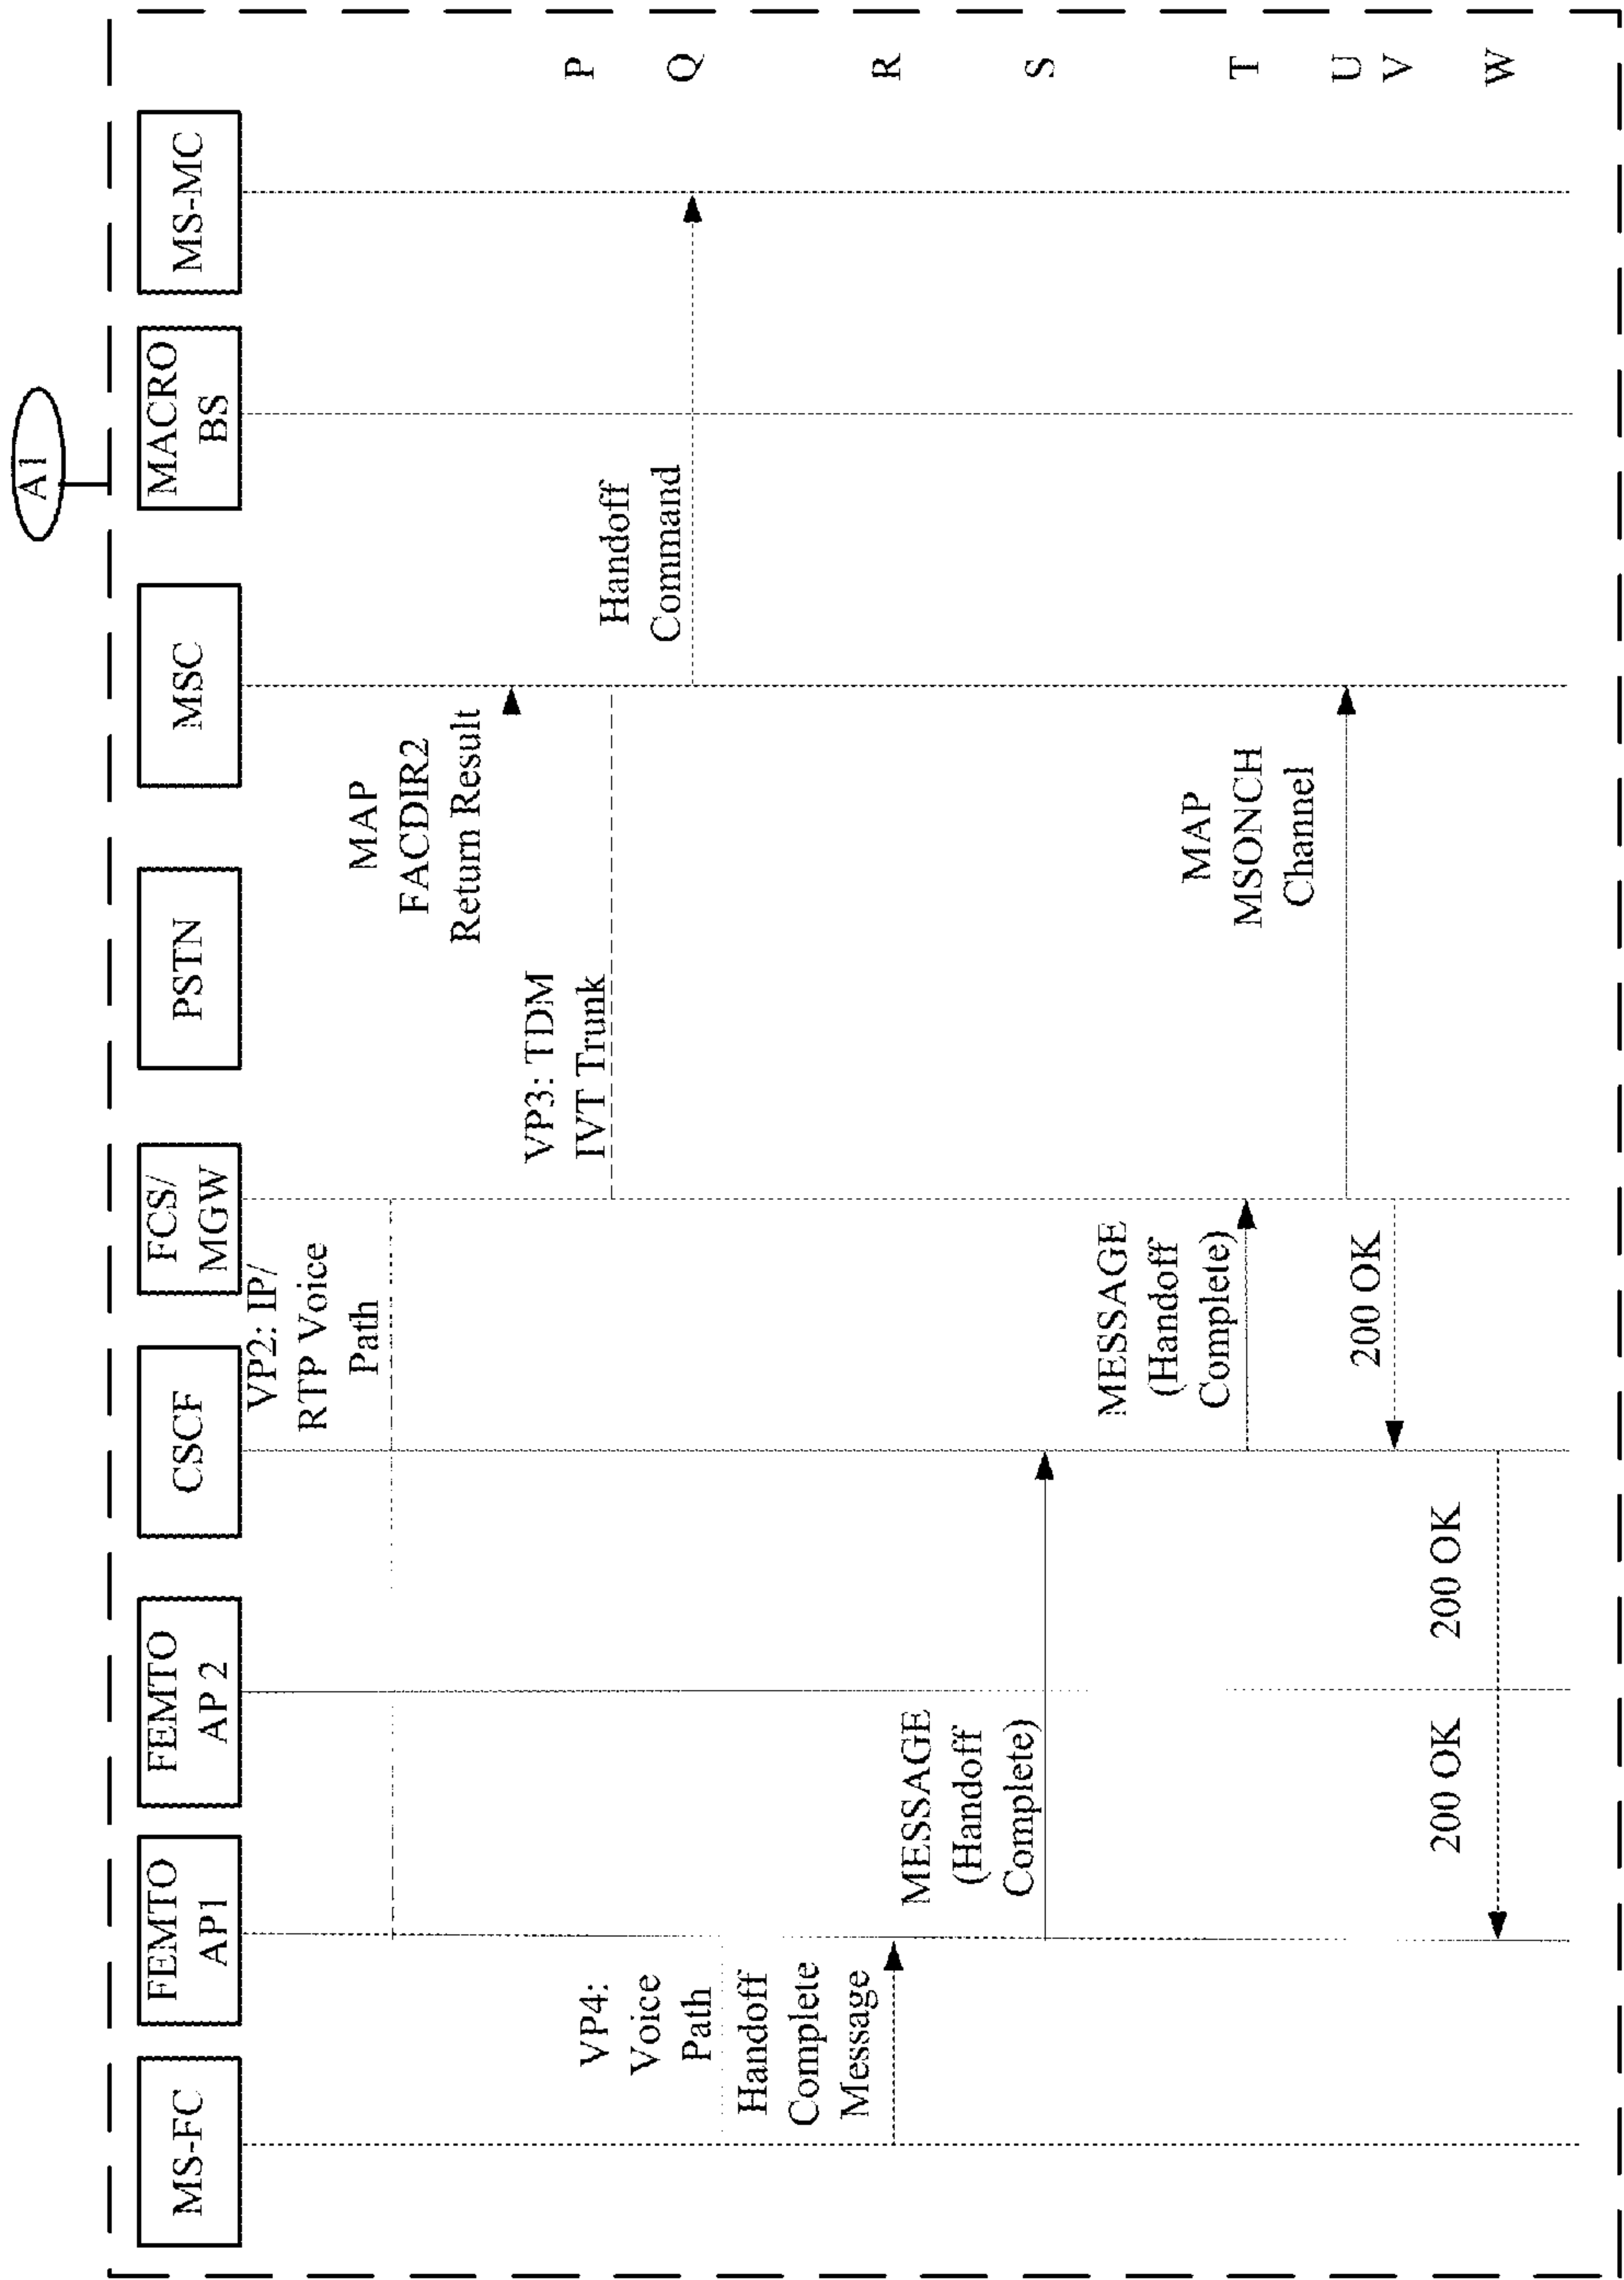 A1
MS-FC
FEMTO
AP1
FEMTO
AP 2
CSCF
FCS/
MGW
PSTN
MSC
MACRO
BS
MS-MC
VP2: IP/
RTP Voice
Path
MAP
FACDIR2
Return Result
VP3: TDM
IVT Trunk
P
Handoff
Command
Q
VP4:
Voice
Path
Handoff
Complete
Message
R
MESSAGE
(Handoff
Complete)
S
MESSAGE
(Handoff
Complete)
T
MAP
MSONCH
Channel
U
200 OK
V
200 OK
200 OK
W